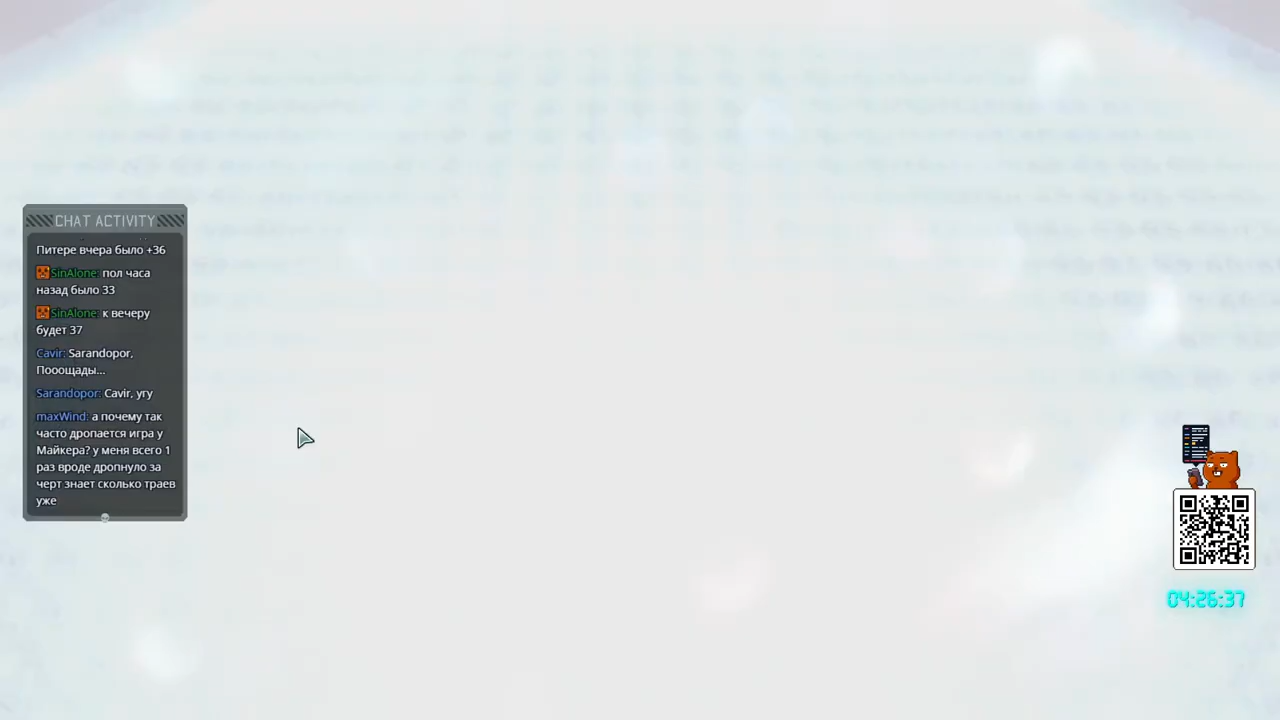 CHAT ACTIVITY
Питере вчера было +36
SinAlone: пол часа
назад было 33
SinAlone: к вечеру
будет 37
Cavir: Sarandopor,
Пооощады...
Sarandopor: Cavir, угу
maxWind: а почему так
часто дропается игра у
Майкера? у меня всего 1
раз вроде дропнуло за
черт знает сколько траев
уже
04:26:37